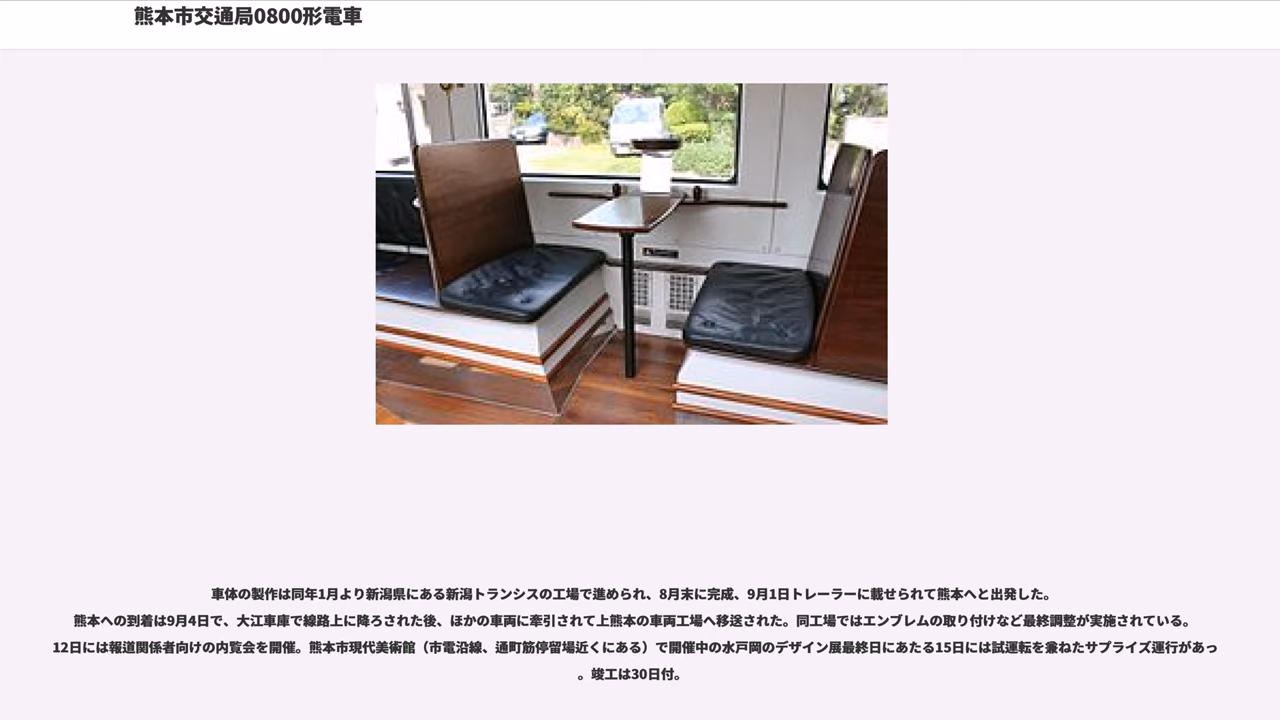 熊本市交通局0800形電車
車体の製作は同年1月より新潟県にある新潟トランシスの工場で進められ、8月末に完成、9月1日トレーラーに載せられて熊本へと出発した。
熊本への到着は9月4日で、大江車庫で線路上に降ろされた後、ほかの車両に牽引されて上熊本の車両工場へ移送された。同工場ではエンブレムの取り付けなど最終調整が実施されている。
12日には報道関係者向けの内覧会を開催。熊本市現代美術館（市電沿線、通町筋停留場近くにある）で開催中の水戸岡のデザイン展最終日にあたる15日には試運転を兼ねたサプライズ運行があっ
。竣工は30日付。